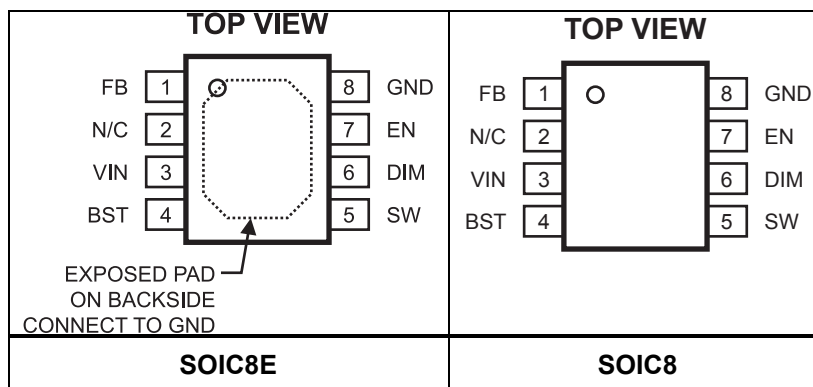 TOP VIEW
FB 1 8 GND
N/C 2 7 EN
VIN 3 6 DIM
BST 4 5 SW
EXPOSED PAD
ON BACKSIDE
CONNECT TO GND
SOIC8E
TOP VIEW
FB 1 8 GND
N/C 2 7 EN
VIN 3 6 DIM
BST 4 5 SW
SOIC8